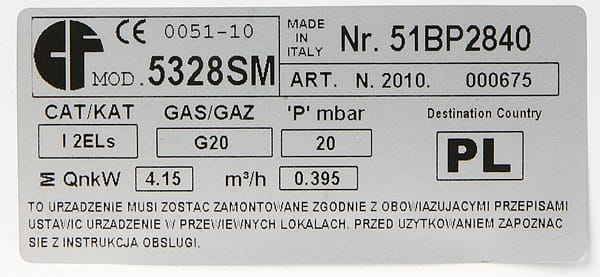 CE 0051-10
MADE IN ITALY
Nr. 51BP2840
MOD. 5328SM
ART. N. 2010. 000675
CAT/KAT GAS/GAZ 'P' mbar Destination Country
I 2ELs G20 20 PL
Σ QnkW 4.15 m³/h 0.395
TO URZADZENIE MUSI ZOSTAC ZAMONTOWANE ZGODNIE Z OBOWIAZUJACYMI PRZEPISAMI
USTAWIC URZADZENIE W PRZEWIEWNYCH LOKALACH. PRZED UZYTKOWANIEM ZAPOZNAC
SIE Z INSTRUKCJA OBSLUGI.